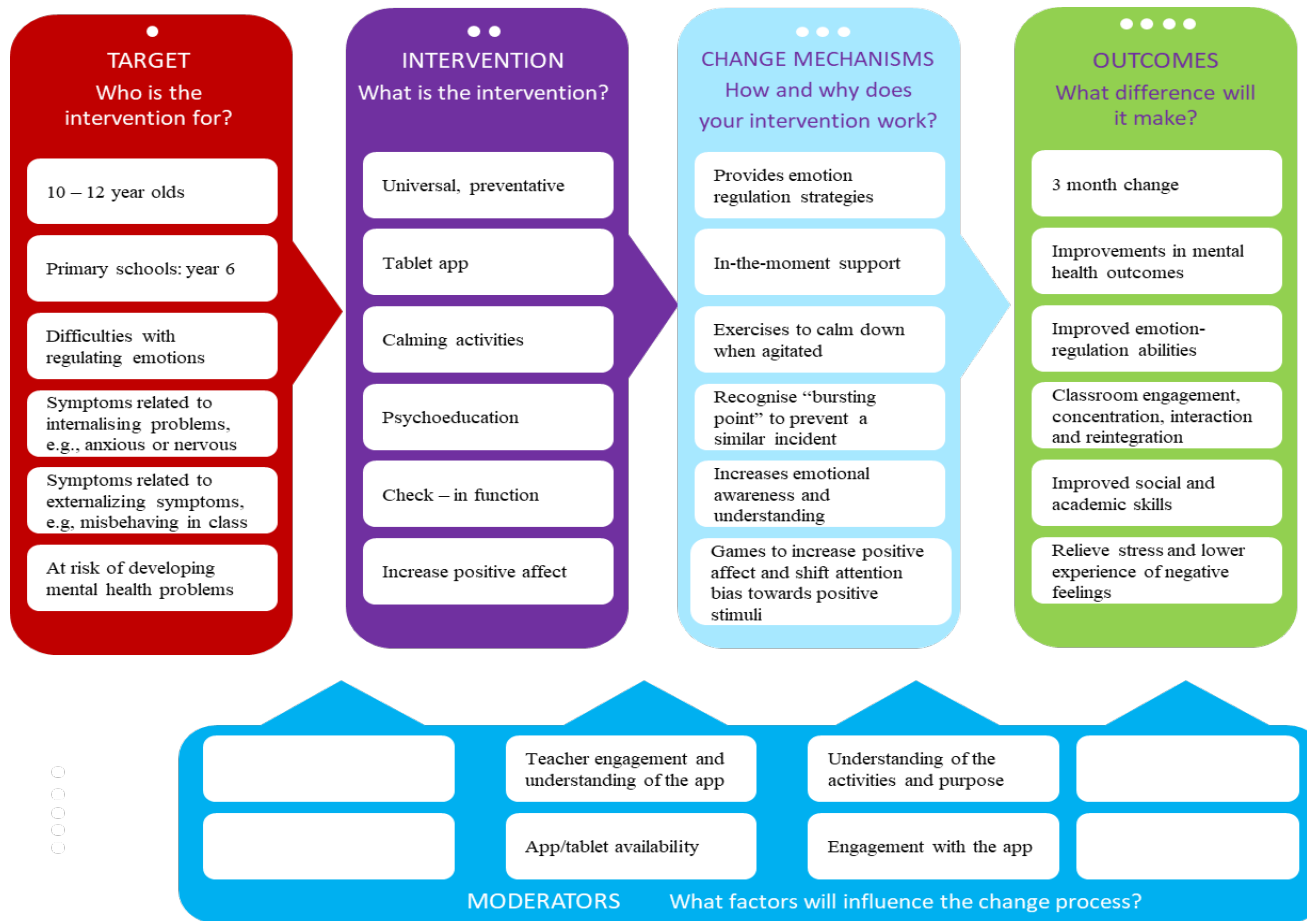 TARGET
Who is the
intervention for?
10 – 12 year olds
Primary schools: year 6
Difficulties with
regulating emotions
Symptoms related to
internalising problems,
e.g., anxious or nervous
Symptoms related to
externalizing symptoms,
e.g, misbehaving in class
At risk of developing
mental health problems
INTERVENTION
What is the intervention?
Universal, preventative
Tablet app
Calming activities
Psychoeducation
Check – in function
Increase positive affect
CHANGE MECHANISMS
How and why does
your intervention work?
Provides emotion
regulation strategies
In-the-moment support
Exercises to calm down
when agitated
Recognise “bursting
point” to prevent a
similar incident
Increases emotional
awareness and
understanding
Games to increase positive
affect and shift attention
bias towards positive
stimuli
OUTCOMES
What difference will
it make?
3 month change
Improvements in mental
health outcomes
Improved emotion-
regulation abilities
Classroom engagement,
concentration, interaction
and reintegration
Improved social and
academic skills
Relieve stress and lower
experience of negative
feelings
Teacher engagement and
understanding of the app
Understanding of the
activities and purpose
App/tablet availability
Engagement with the app
MODERATORS What factors will influence the change process?